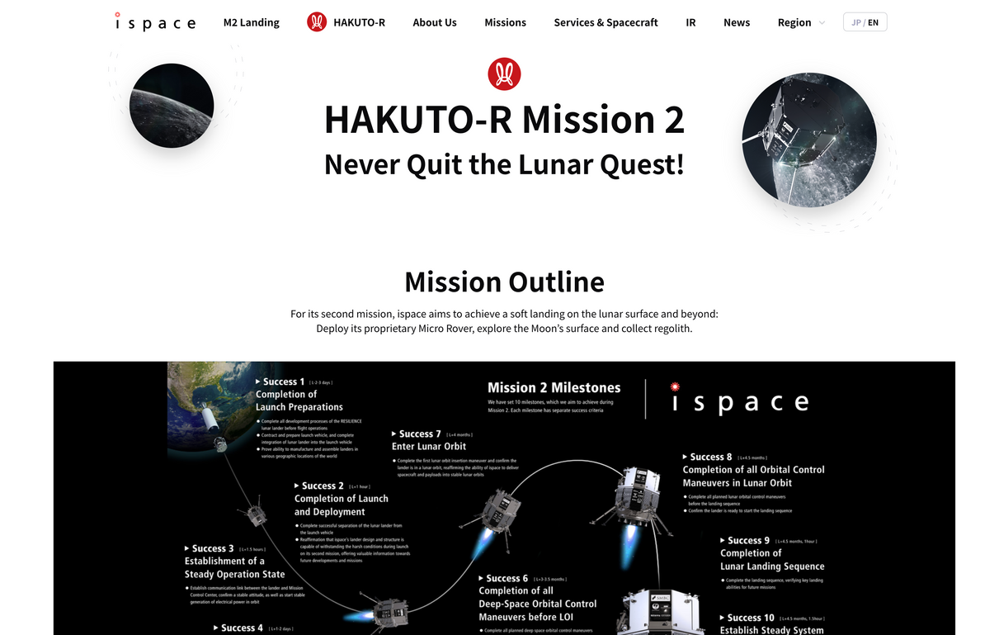 ispace
M2 Landing
HAKUTO-R
About Us
Missions
Services & Spacecraft
IR
News
Region
JP / EN
HAKUTO-R Mission 2
Never Quit the Lunar Quest!
Mission Outline
For its second mission, ispace aims to achieve a soft landing on the lunar surface and beyond:
Deploy its proprietary Micro Rover, explore the Moon’s surface and collect regolith.
Mission 2 Milestones
We have set 10 milestones, which we aim to achieve during
Mission 2. Each milestone has separate success criteria
ispace
Success 1 [ L-2-3 days ]
Completion of
Launch Preparations
Complete all development processes of the RESILIENCE
lunar lander before flight operations
Contract and prepare launch vehicle, and complete
integration of lunar lander into the launch vehicle
Prove ability to manufacture and assemble landers in
various geographic locations of the world
Success 2 [ L+1 hour ]
Completion of Launch
and Deployment
Complete successful separation of the lunar lander from
the launch vehicle
Reaffirmation that ispace's lander design and structure is
capable of withstanding the harsh conditions during launch
on its second mission, offering valuable information towards
future developments and missions
Success 3 [ L+1.5 hours ]
Establishment of a
Steady Operation State
Establish communication link between the lander and Mission
Control Center, confirm a stable attitude, as well as start stable
generation of electrical power in orbit
Success 4 [ L+1-2 days ]
Success 6 [ L+3-3.5 months ]
Completion of all
Deep-Space Orbital Control
Maneuvers before LOI
Complete all planned deep space orbital control maneuvers
Success 7 [ L+4 months ]
Enter Lunar Orbit
Complete the first lunar orbit insertion maneuver and confirm the
lander is in a lunar orbit, reaffirming the ability of ispace to deliver
spacecraft and payloads into stable lunar orbits
Success 8 [ L+4.5 months ]
Completion of all Orbital Control
Maneuvers in Lunar Orbit
Complete all planned lunar orbital control maneuvers
before the landing sequence
Confirm the lander is ready to start the landing sequence
Success 9 [ L+4.5 months, 1hour ]
Completion of
Lunar Landing Sequence
Complete the landing sequence, verifying key landing
abilities for future missions
Success 10 [ L+4.5 months, 1.5hour ]
Establish Steady System
SMBC